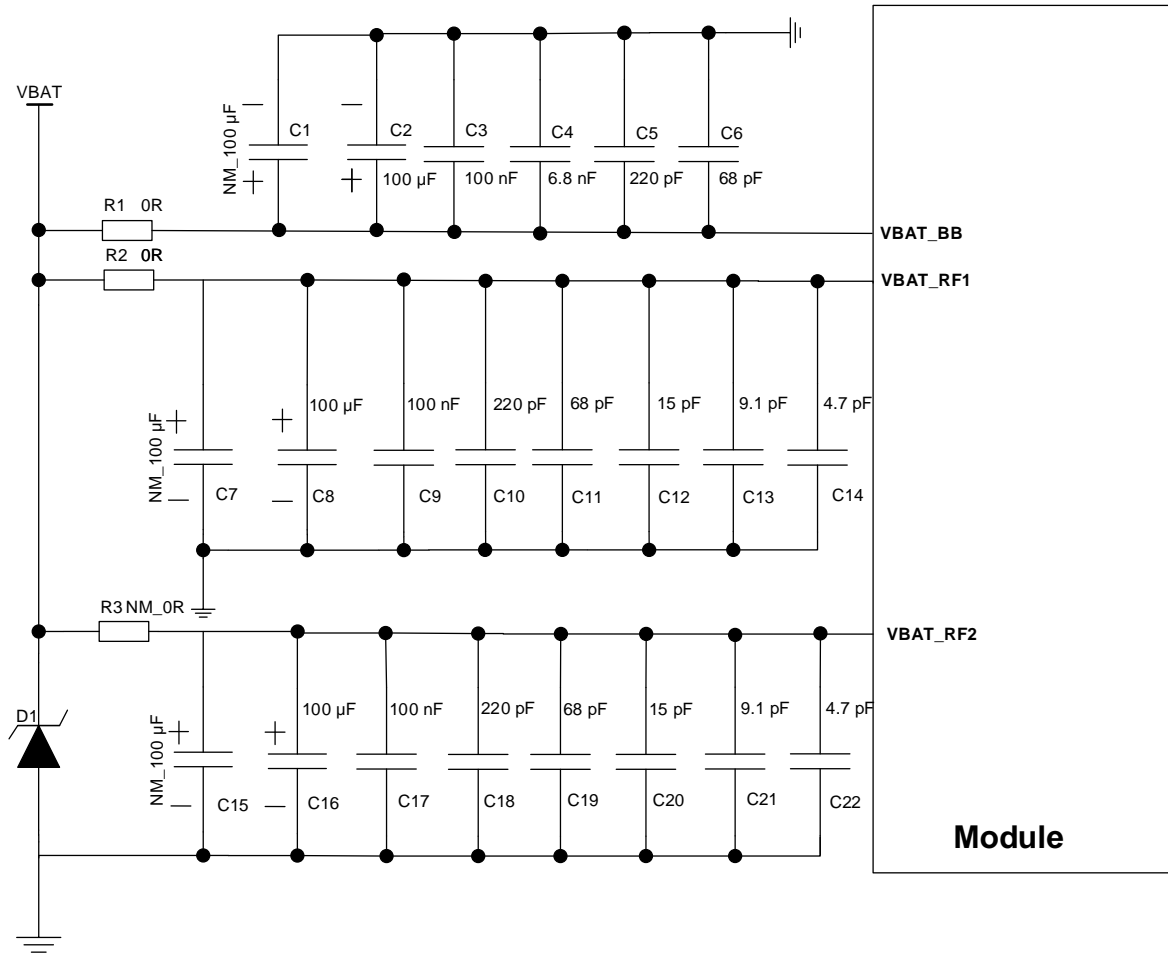 VBAT
NM_100 µF
C1
C2
C3
C4
C5
C6
100 µF
100 nF
6.8 nF
220 pF
68 pF
R1 0R
VBAT_BB
R2 0R
VBAT_RF1
100 µF
100 nF
220 pF
68 pF
15 pF
9.1 pF
4.7 pF
NM_100 µF
C7
C8
C9
C10
C11
C12
C13
C14
R3 NM_0R
VBAT_RF2
D1
100 µF
100 nF
220 pF
68 pF
15 pF
9.1 pF
4.7 pF
NM_100 µF
C15
C16
C17
C18
C19
C20
C21
C22
Module